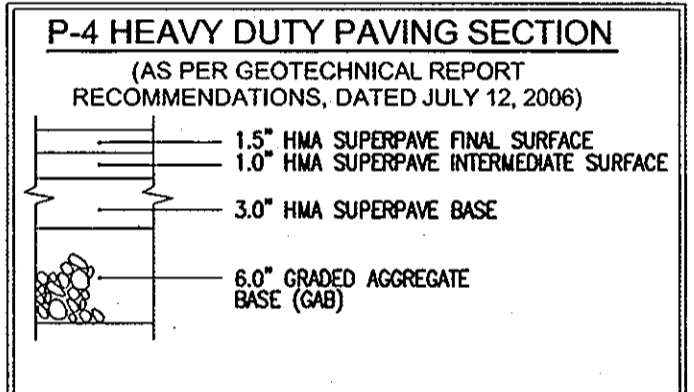 P-4 HEAVY DUTY PAVING SECTION
(AS PER GEOTECHNICAL REPORT
RECOMMENDATIONS, DATED JULY 12, 2006)
1.5" HMA SUPERPAVE FINAL SURFACE
1.0" HMA SUPERPAVE INTERMEDIATE SURFACE
3.0" HMA SUPERPAVE BASE
6.0" GRADED AGGREGATE
BASE (GAB)